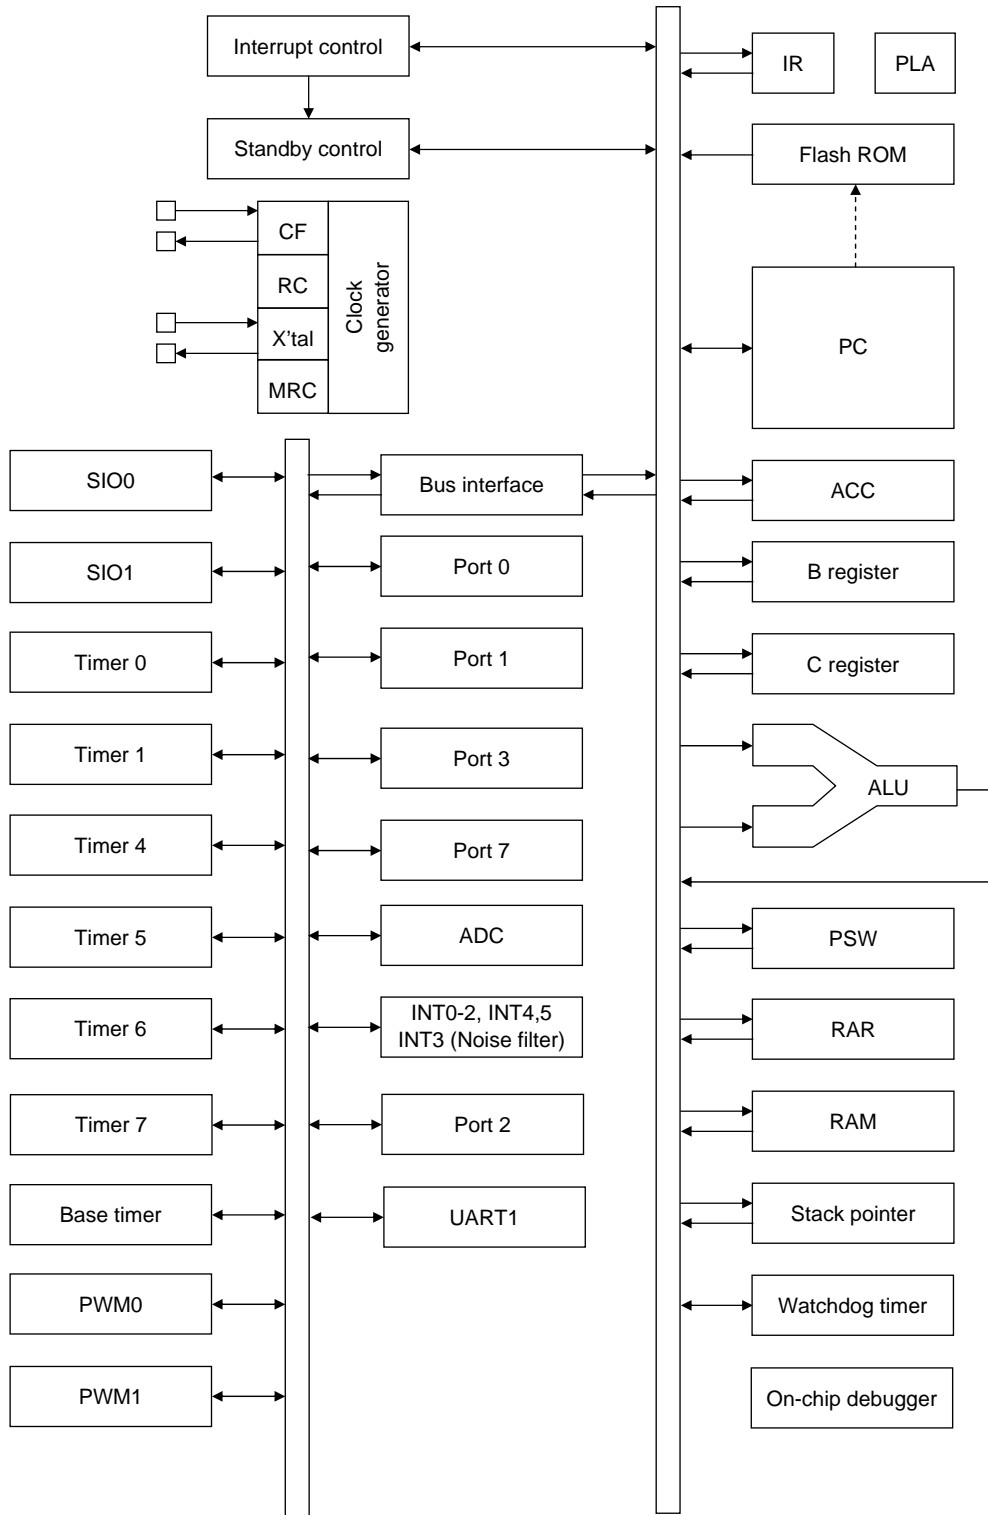 Interrupt control
IR
PLA
Standby control
Flash ROM
CF
RC
X'tal
MRC
Clock
generator
PC
SIO0
Bus interface
ACC
SIO1
Port 0
B register
Timer 0
Port 1
C register
Timer 1
Port 3
ALU
Timer 4
Port 7
Timer 5
ADC
PSW
Timer 6
INT0-2, INT4,5
INT3 (Noise filter)
RAR
Timer 7
Port 2
RAM
Base timer
UART1
Stack pointer
PWM0
Watchdog timer
PWM1
On-chip debugger